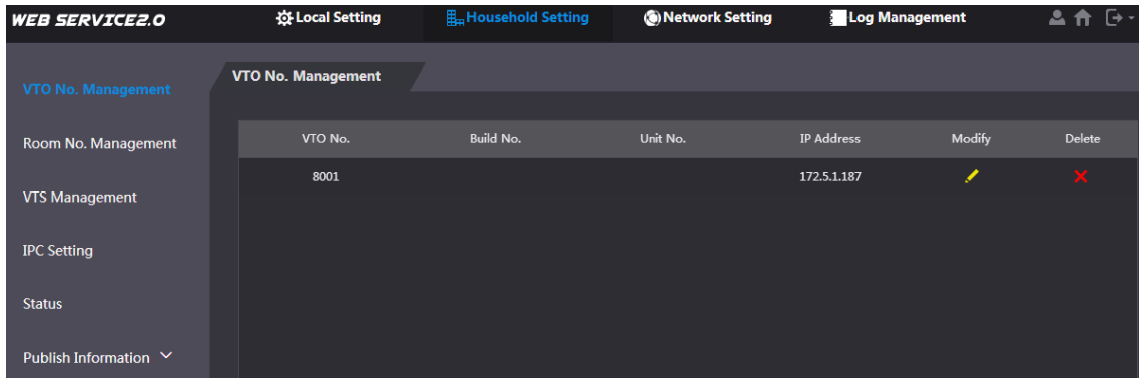 WEB SERVICE2.0 Local Setting Household Setting Network Setting Log Management
VTO No. Management
VTO No. Management
Room No. Management
VTS Management
IPC Setting
Status
Publish Information
VTO No. Build No. Unit No. IP Address Modify Delete
8001 172.5.1.187